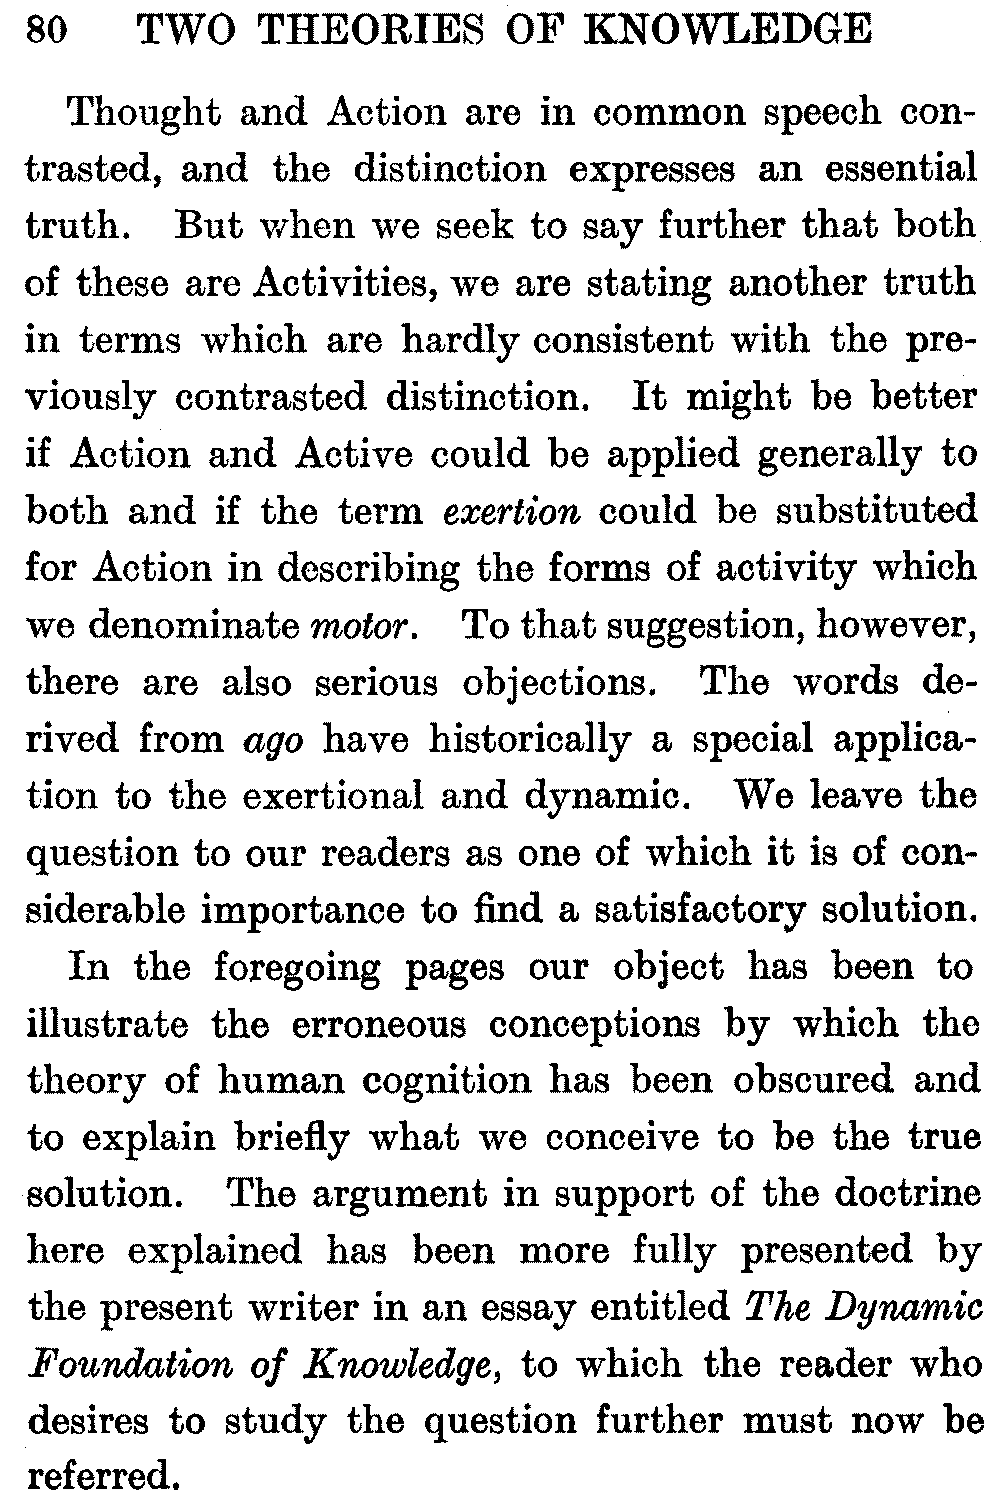 80 TWO THEORIES OF KNOWLEDGE
Thought and Action are in common speech con-
trasted, and the distinction expresses an essential
truth. But when we seek to say further that both
of these are Activities, we are stating another truth
in terms which are hardly consistent with the pre-
viously contrasted distinction. It might be better
if Action and Active could be applied generally to
both and if the term exertion could be substituted
for Action in describing the forms of activity which
we denominate motor. To that suggestion, however,
there are also serious objections. The words de-
rived from ago have historically a special applica-
tion to the exertional and dynamic. We leave the
question to our readers as one of which it is of con-
siderable importance to find a satisfactory solution.
In the foregoing pages our object has been to
illustrate the erroneous conceptions by which the
theory of human cognition has been obscured and
to explain briefly what we conceive to be the true
solution. The argument in support of the doctrine
here explained has been more fully presented by
the present writer in an essay entitled The Dynamic
Foundation of Knowledge, to which the reader who
desires to study the question further must now be
referred.